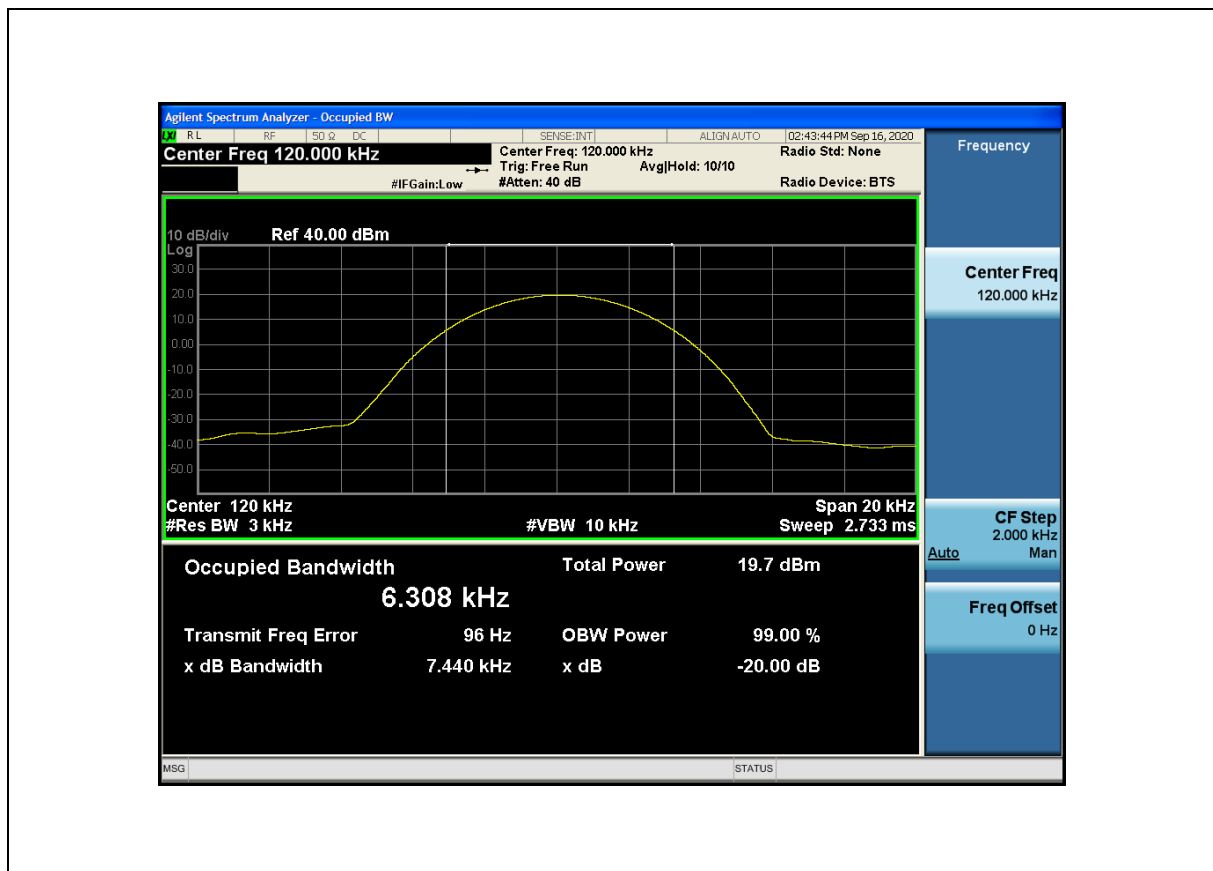 Agilent Spectrum Analyzer - Occupied BW
LXI RL RF 50 Ω DC SENSE:INT ALIGN AUTO 02:43:44 PM Sep 16, 2020
Center Freq 120.000 kHz
Center Freq: 120.000 kHz Radio Std: None
Trig: Free Run Avg|Hold: 10/10
#IFGain:Low #Atten: 40 dB Radio Device: BTS
10 dB/div Ref 40.00 dBm
Log
30.0
20.0
10.0
0.00
-10.0
-20.0
-30.0
-40.0
-50.0
Center 120 kHz Span 20 kHz
#Res BW 3 kHz #VBW 10 kHz Sweep 2.733 ms
Occupied Bandwidth Total Power 19.7 dBm
6.308 kHz
Transmit Freq Error 96 Hz OBW Power 99.00 %
x dB Bandwidth 7.440 kHz x dB -20.00 dB
Frequency
Center Freq
120.000 kHz
CF Step
2.000 kHz
Auto Man
Freq Offset
0 Hz
MSG STATUS